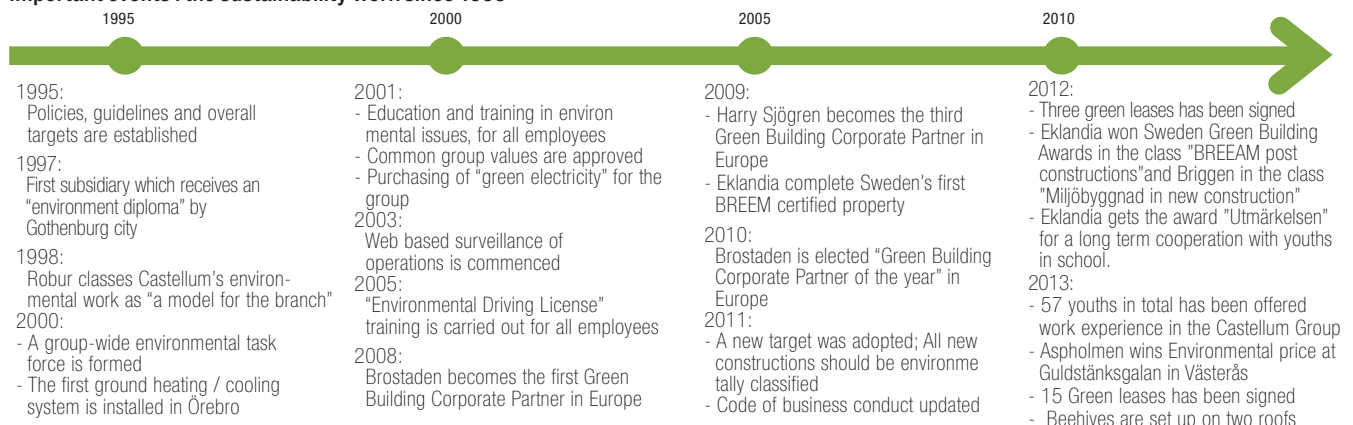 1995
2000
2005
2010
1995:
Policies, guidelines and overall
targets are established
1997:
First subsidiary which receives an
“environment diploma” by
Gothenburg city
1998:
Robur classes Castellum’s environ-
mental work as “a model for the branch”
2000:
- A group-wide environmental task
force is formed
- The first ground heating / cooling
system is installed in Örebro
2001:
- Education and training in environ
mental issues, for all employees
- Common group values are approved
- Purchasing of “green electricity” for the
group
2003:
Web based surveillance of
operations is commenced
2005:
“Environmental Driving License”
training is carried out for all employees
2008:
Brostaden becomes the first Green
Building Corporate Partner in Europe
2009:
- Harry Sjögren becomes the third
Green Building Corporate Partner in
Europe
- Eklandia complete Sweden’s first
BREEM certified property
2010:
Brostaden is elected “Green Building
Corporate Partner of the year” in
Europe
2011:
- A new target was adopted; All new
constructions should be environme
tally classified
- Code of business conduct updated
2012:
- Three green leases has been signed
- Eklandia won Sweden Green Building
Awards in the class ”BREEAM post
constructions”and Briggen in the class
”Miljöbyggnad in new construction”
- Eklandia gets the award ”Utmärkelsen”
for a long term cooperation with youths
in school.
2013:
- 57 youths in total has been offered
work experience in the Castellum Group
- Aspholmen wins Environmental price at
Guldstänksgalan in Västerås
- 15 Green leases has been signed
- Beehives are set up on two roofs